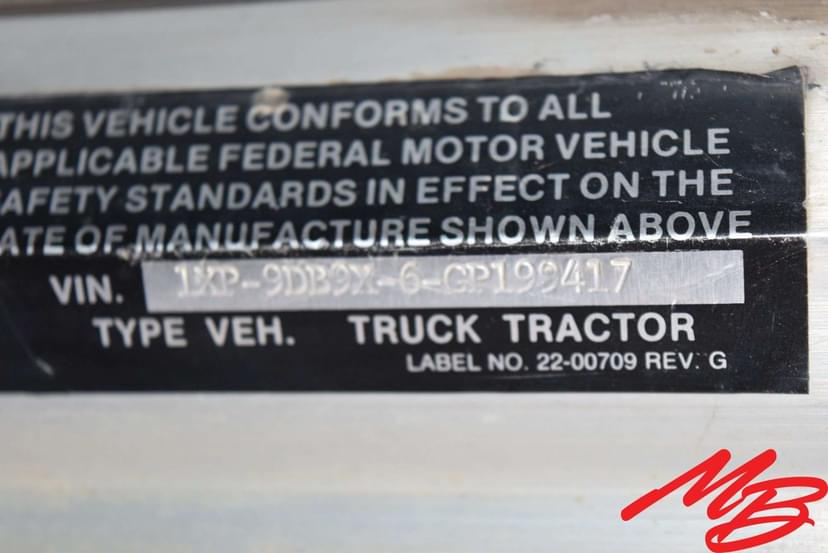 THIS VEHICLE CONFORMS TO ALL
APPLICABLE FEDERAL MOTOR VEHICLE
SAFETY STANDARDS IN EFFECT ON THE
ATE OF MANUFACTURE SHOWN ABOVE
VIN. 1XP-9DB9X-6-GP199417
TYPE VEH. TRUCK TRACTOR
LABEL NO. 22-00709 REV. G
MB